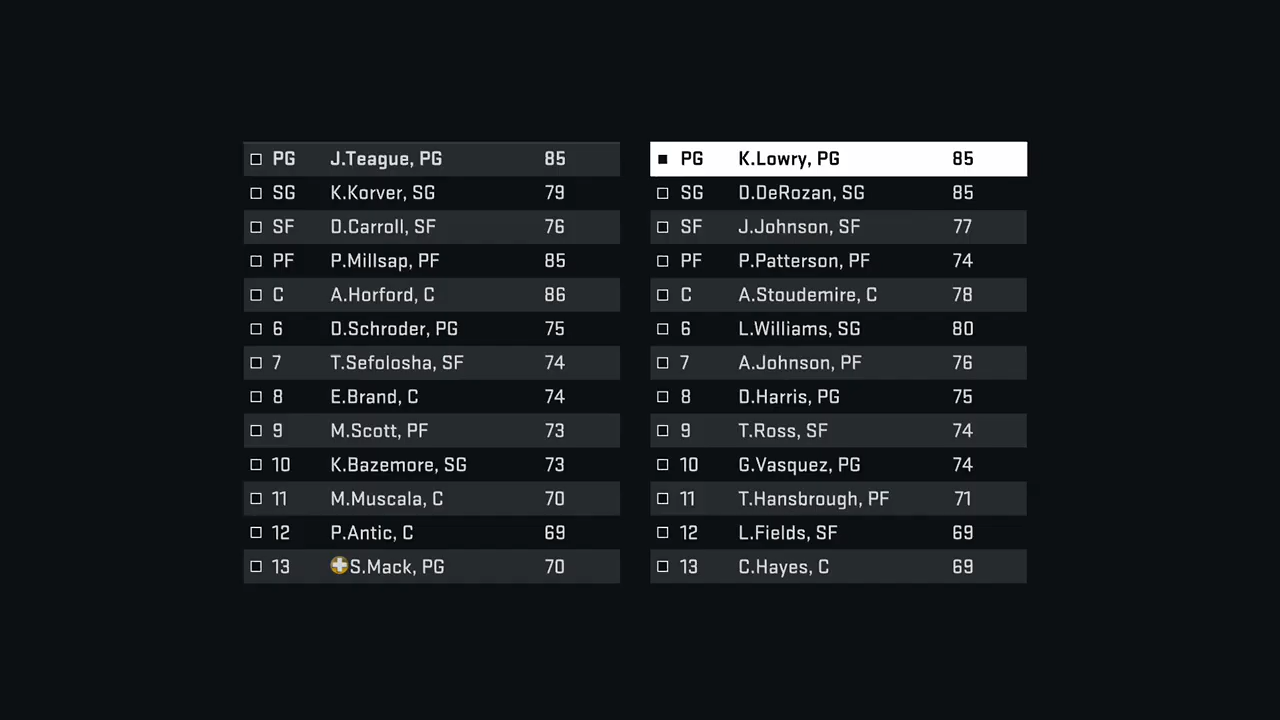 PG J.Teague, PG 85
SG K.Korver, SG 79
SF D.Carroll, SF 76
PF P.Millsap, PF 85
C A.Horford, C 86
6 D.Schroder, PG 75
7 T.Sefolosha, SF 74
8 E.Brand, C 74
9 M.Scott, PF 73
10 K.Bazemore, SG 73
11 M.Muscala, C 70
12 P.Antic, C 69
13 S.Mack, PG 70
PG K.Lowry, PG 85
SG D.DeRozan, SG 85
SF J.Johnson, SF 77
PF P.Patterson, PF 74
C A.Stoudemire, C 78
6 L.Williams, SG 80
7 A.Johnson, PF 76
8 D.Harris, PG 75
9 T.Ross, SF 74
10 G.Vasquez, PG 74
11 T.Hansbrough, PF 71
12 L.Fields, SF 69
13 C.Hayes, C 69